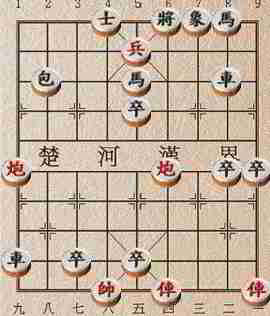 1 2 3 4 5 6 7 8 9
士 將 象 馬
兵
包 馬 車
卒
楚 河 漢 界
炮 炮 卒 卒
車 卒 卒
帥 俥 俥
九 八 七 六 五 四 三 二 一